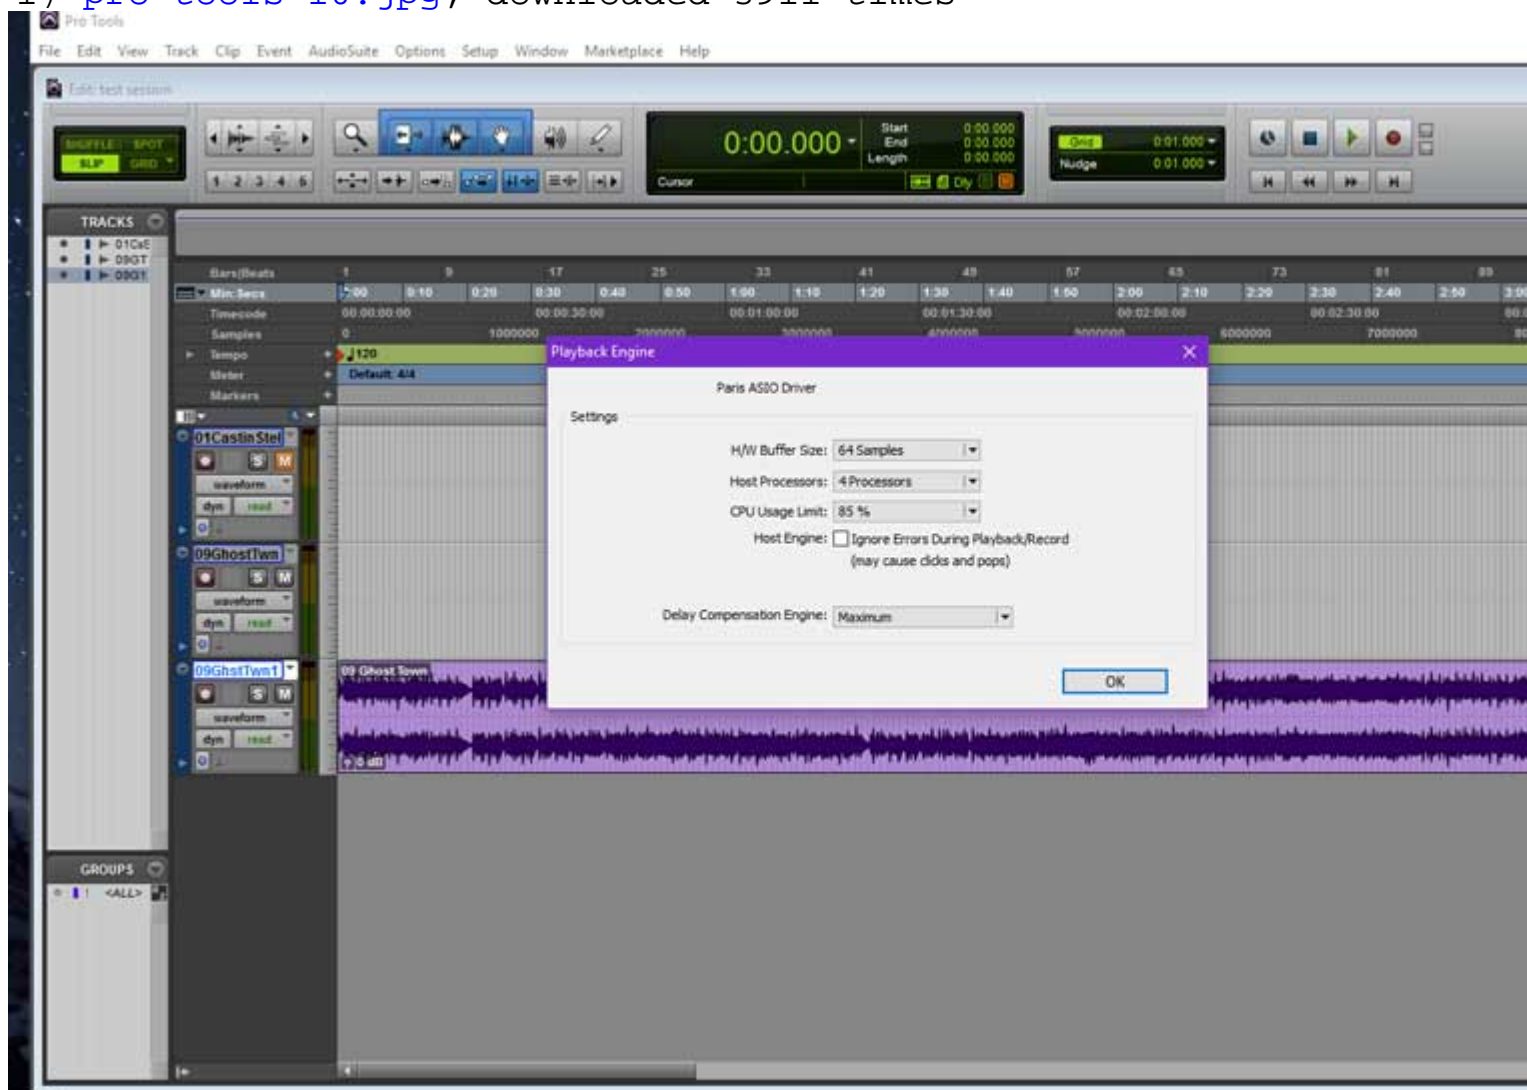 1) pro tools 10.jpg, downloaded 5911 times
Pro Tools
File Edit View Track Clip Event AudioSuite Options Setup Window Marketplace Help
Edit: test session
SHUFFLE SPOT
SLIP GRID
1 2 3 4 5
0:00.000
Start 0:00.000
End 0:00.000
Length 0:00.000
Cursor
Dly
Grid 0:01.000
Nudge 0:01.000
TRACKS
01CaS
09GT
09GT
Bars|Beats 1 9 17 25 33 41 49 57 65 73 81 89
Min:Secs 0:00 0:10 0:20 0:30 0:40 0:50 1:00 1:10 1:20 1:30 1:40 1:50 2:00 2:10 2:20 2:30 2:40 2:50 3:00
Timecode 00:00:00:00 00:00:30:00 00:01:00:00 00:01:30:00 00:02:00:00 00:02:30:00
Samples 0 1000000 2000000 3000000 4000000 5000000 6000000 7000000
Tempo 120
Meter Default: 4/4
Markers
Playback Engine
Paris ASIO Driver
Settings
H/W Buffer Size: 64 Samples
Host Processors: 4 Processors
CPU Usage Limit: 85 %
Host Engine: Ignore Errors During Playback/Record
(may cause clicks and pops)
Delay Compensation Engine: Maximum
OK
01CastinStel
S M
waveform
dyn read
09GhostTwn
S M
waveform
dyn read
09GhstTwn1
S M
waveform
dyn read
09 Ghost Town
0 dB
GROUPS
! <ALL>